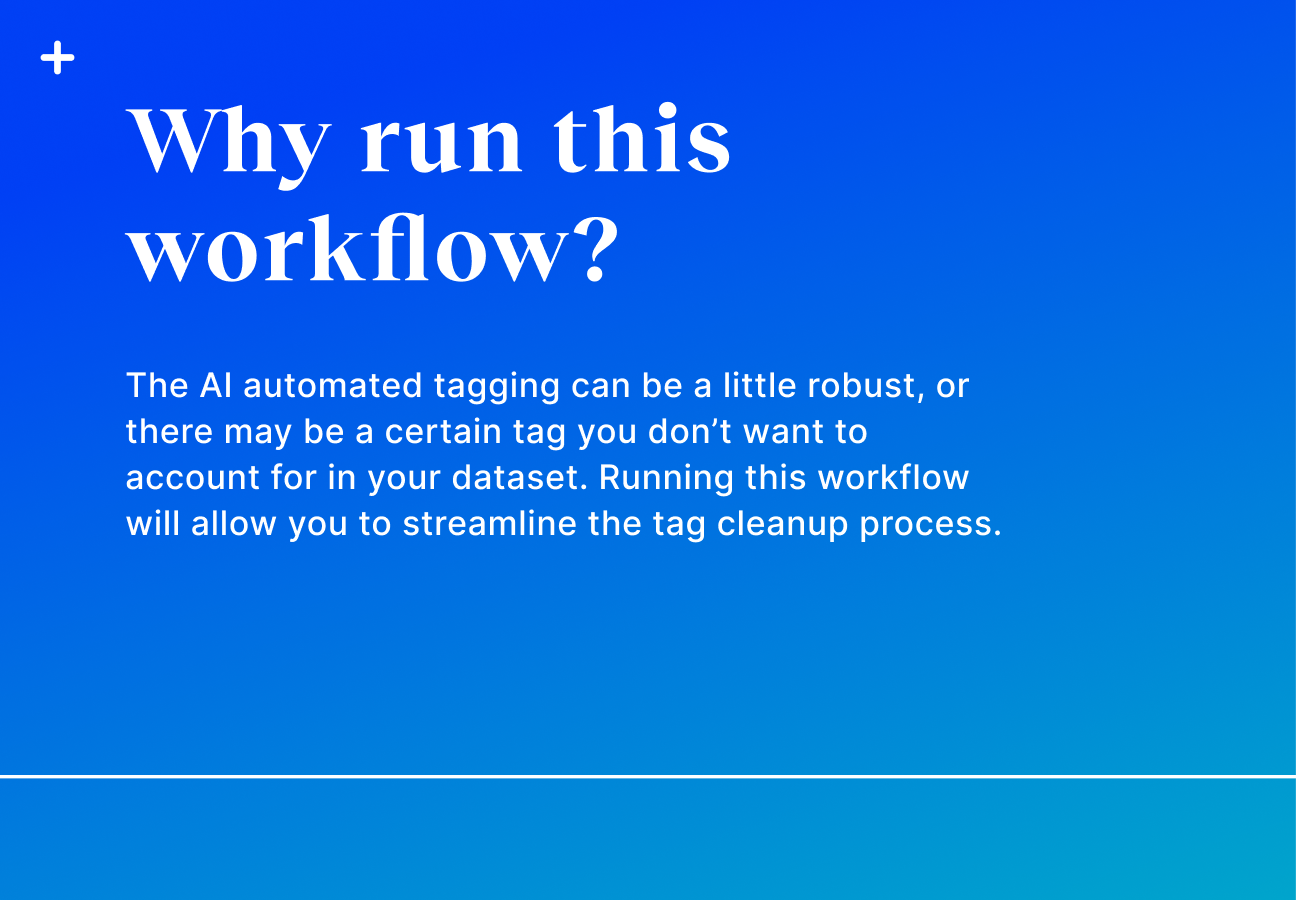 Why run this
workflow?
The AI automated tagging can be a little robust, or
there may be a certain tag you don’t want to
account for in your dataset. Running this workflow
will allow you to streamline the tag cleanup process.